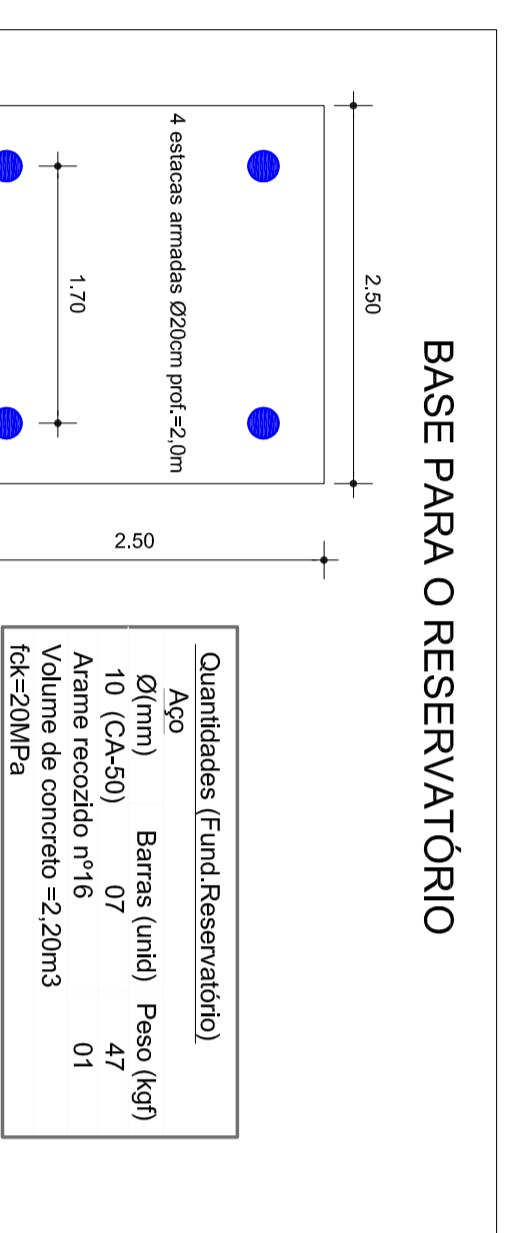 BASE PARA O RESERVATÓRIO
2.50
4 estacas armadas Ø20cm prof.=2,0m
1.70
2.50
Quantidades (Fund.Reservatório)
Aço
Ø(mm) Barras (unid) Peso (kgf)
10 (CA-50) 07 47
Arame recozido nº16 01
Volume de concreto =2,20m3
fck=20MPa